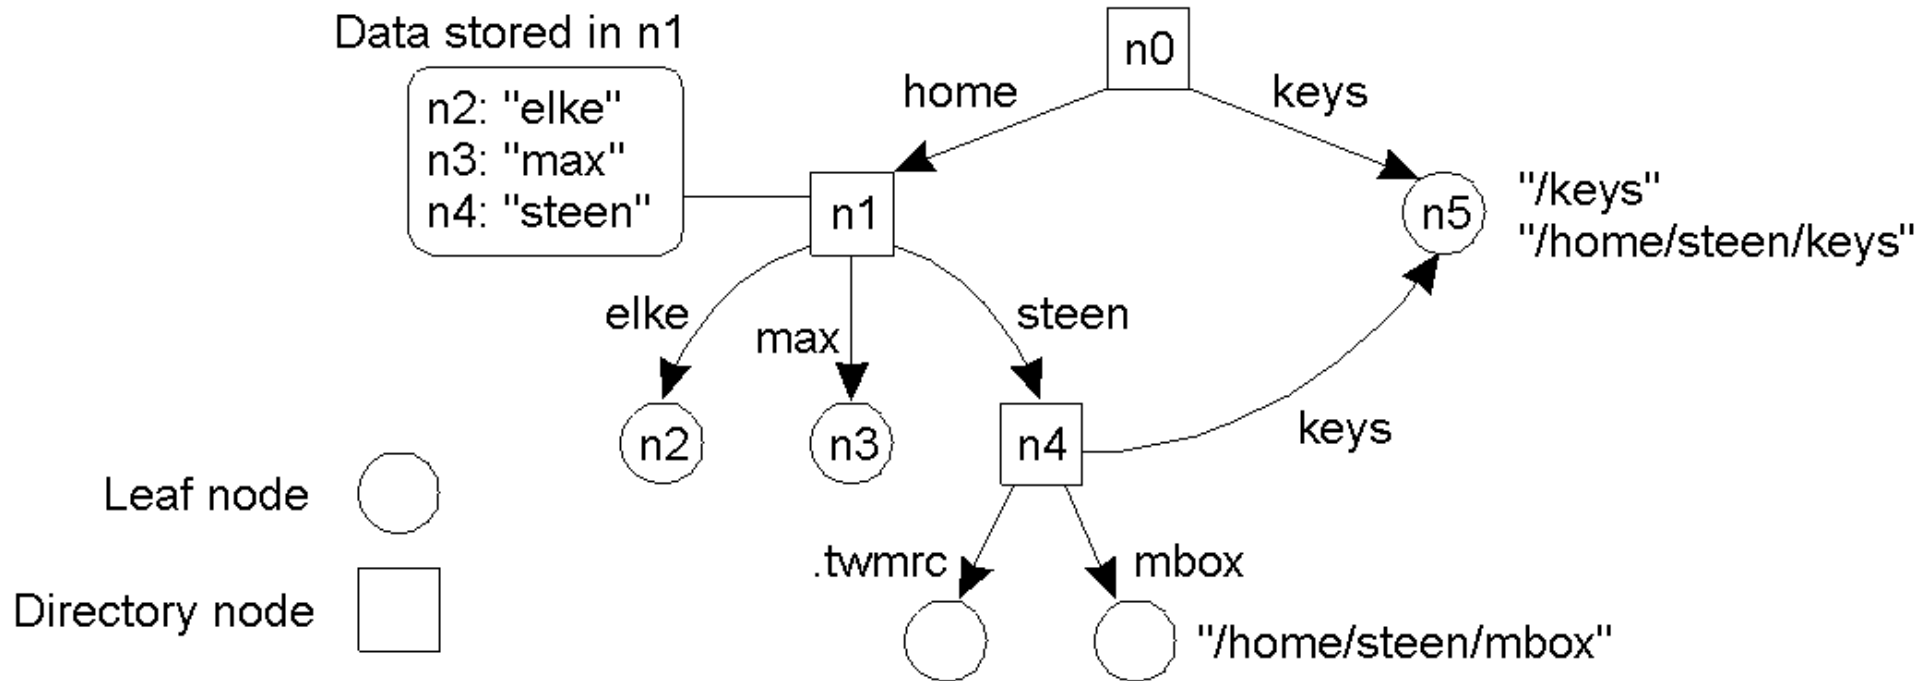 Data stored in n1
n0
home
keys
n2: "elke"
n3: "max"
n4: "steen"
n1
n5
"/keys"
"/home/steen/keys"
elke
max
steen
n2
n3
n4
keys
Leaf node
.twmrc
mbox
Directory node
"/home/steen/mbox"